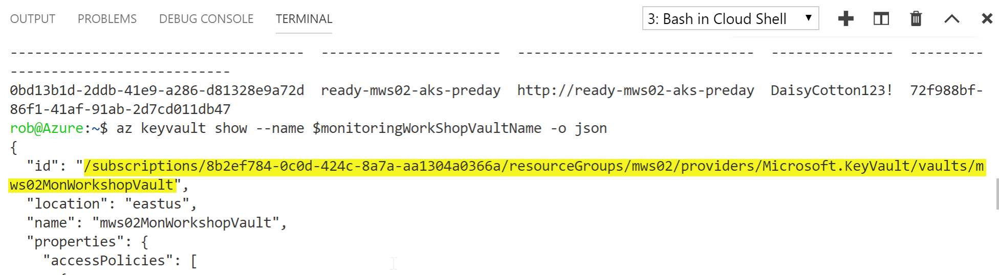 OUTPUT PROBLEMS DEBUG CONSOLE TERMINAL 3: Bash in Cloud Shell
------------------------------------  ----------------------  -----------------------------  ---------------  ---------
---------------------------
0bd13b1d-2ddb-41e9-a286-d81328e9a72d  ready-mws02-aks-preday  http://ready-mws02-aks-preday  DaisyCotton123!  72f988bf-
86f1-41af-91ab-2d7cd011db47
rob@Azure:~$ az keyvault show --name $monitoringWorkShopVaultName -o json
{
  "id": "/subscriptions/8b2ef784-0c0d-424c-8a7a-aa1304a0366a/resourceGroups/mws02/providers/Microsoft.KeyVault/vaults/m
ws02MonWorkshopVault",
  "location": "eastus",
  "name": "mws02MonWorkshopVault",
  "properties": {
    "accessPolicies": [
      {